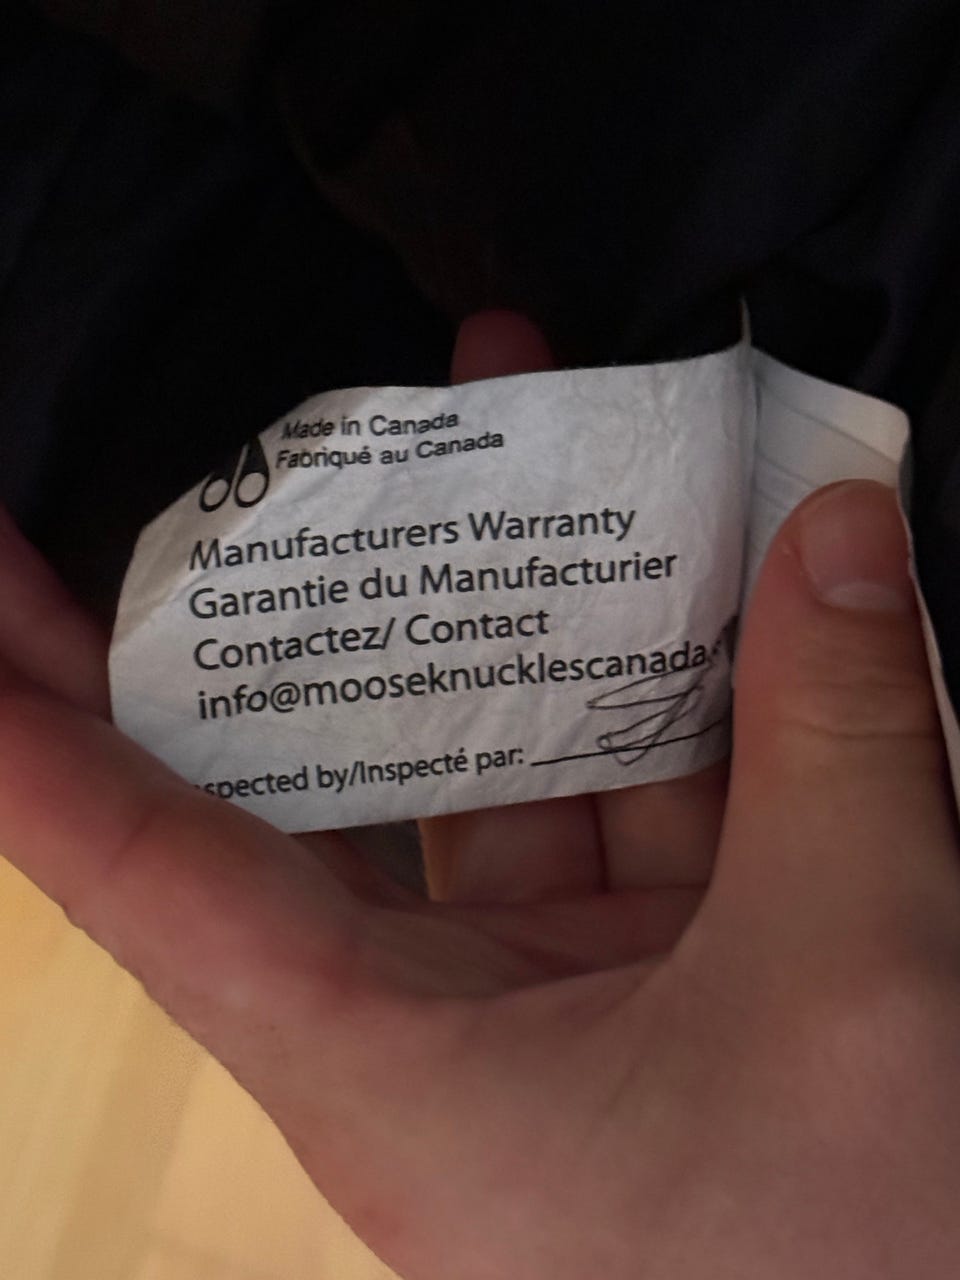 Made in Canada
Fabriqué au Canada
Manufacturers Warranty
Garantie du Manufacturier
Contactez/ Contact
info@mooseknucklescanada
spected by/Inspecté par: